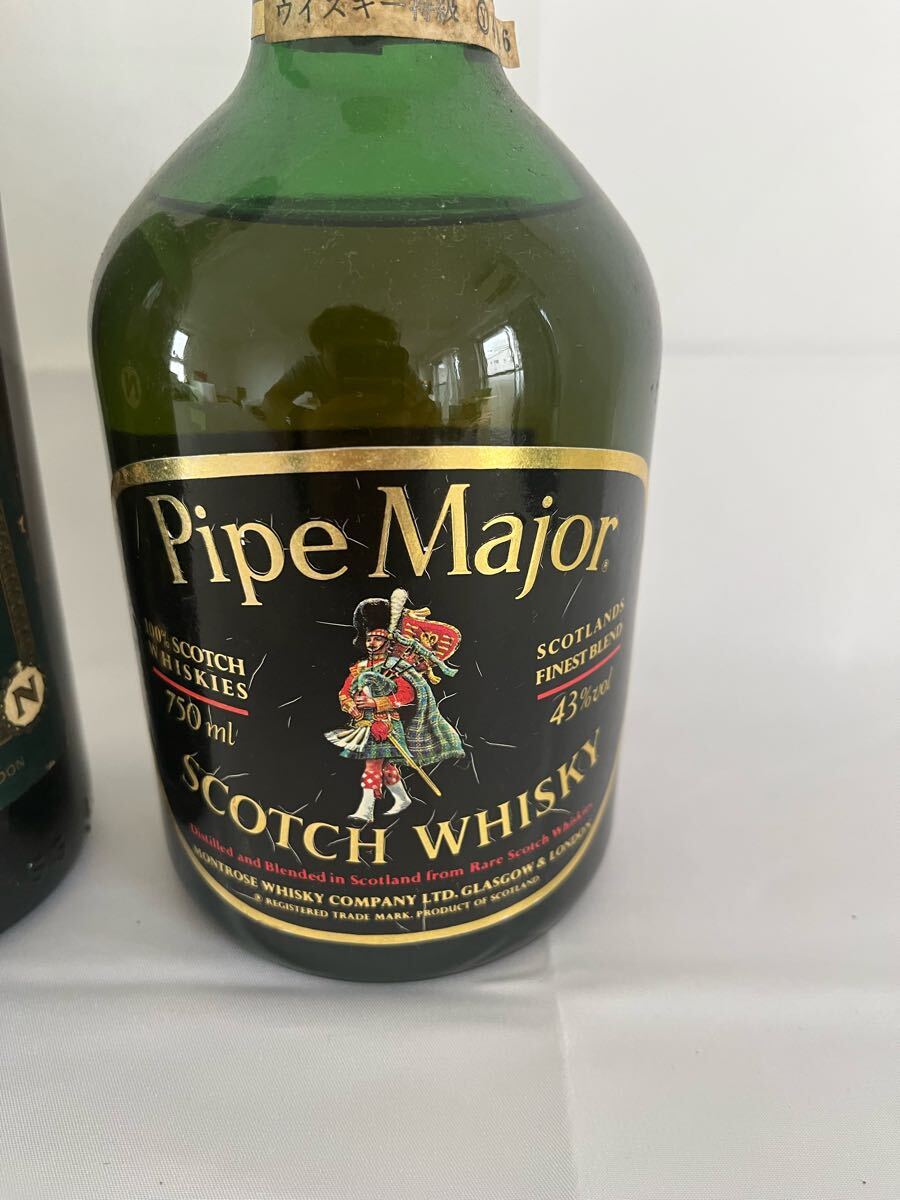 ウイスキー特級
Pipe Major
100% SCOTCH
WHISKIES
750 ml
SCOTLANDS
FINEST BLEND
43% vol
SCOTCH WHISKY
Distilled and Blended in Scotland from Rare Scotch Whiskies
MONTROSE WHISKY COMPANY LTD. GLASGOW & LONDON
® REGISTERED TRADE MARK. PRODUCT OF SCOTLAND
N
DON